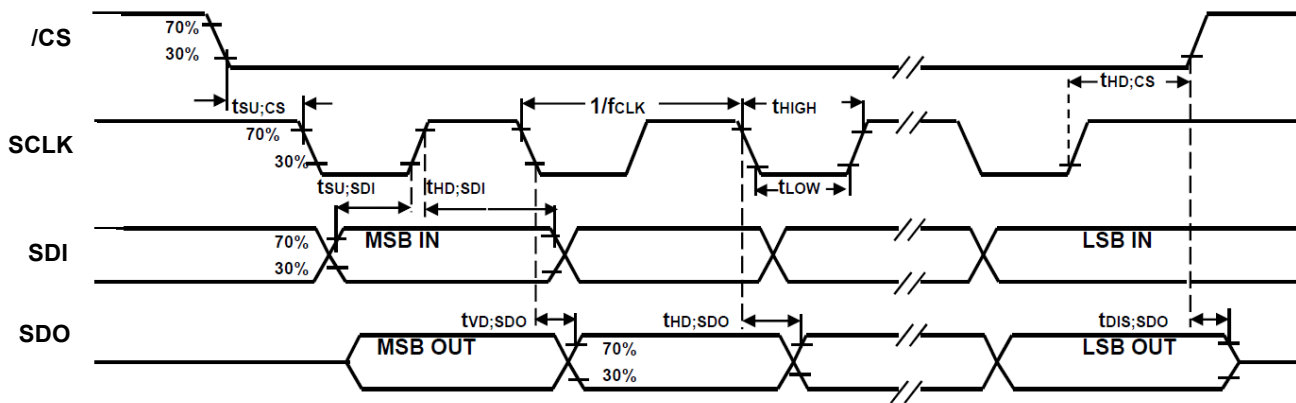 /CS
70%
30%
tSU;CS
1/fCLK
tHIGH
tHD;CS
SCLK
70%
30%
tSU;SDI
tHD;SDI
tLOW
SDI
70%
30%
MSB IN
LSB IN
SDO
tVD;SDO
tHD;SDO
tDIS;SDO
MSB OUT
70%
30%
LSB OUT